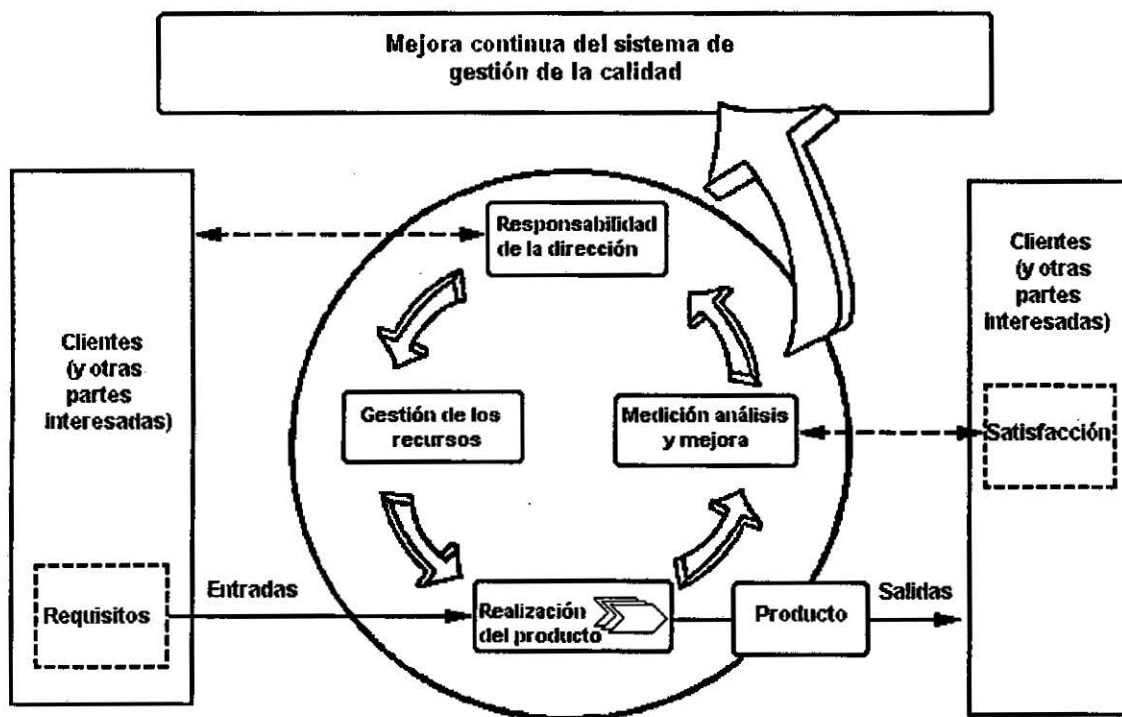 Mejora continua del sistema de
gestión de la calidad
Responsabilidad
de la dirección
Clientes
(y otras
partes
interesadas)
Clientes
(y otras
partes
interesadas)
Gestión de los
recursos
Medición análisis
y mejora
Satisfacción
Requisitos
Entradas
Realización
del producto
Producto
Salidas